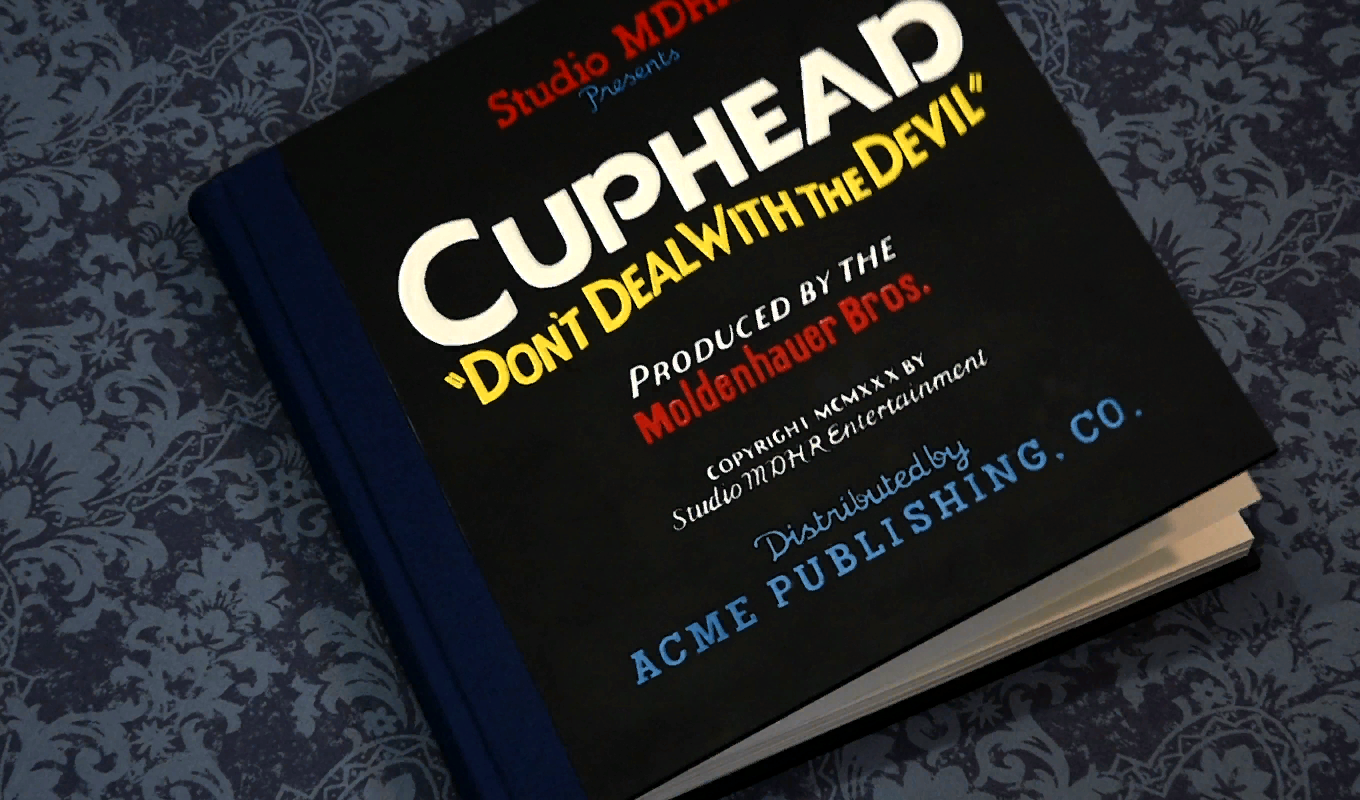 Studio MDHR
Presents
CUPHEAD
"DON'T DEAL WITH THE DEVIL"
PRODUCED BY THE
Moldenhauer Bros.
COPYRIGHT MCMXXX BY
Studio MDHR Entertainment
Distributed by
ACME PUBLISHING, CO.